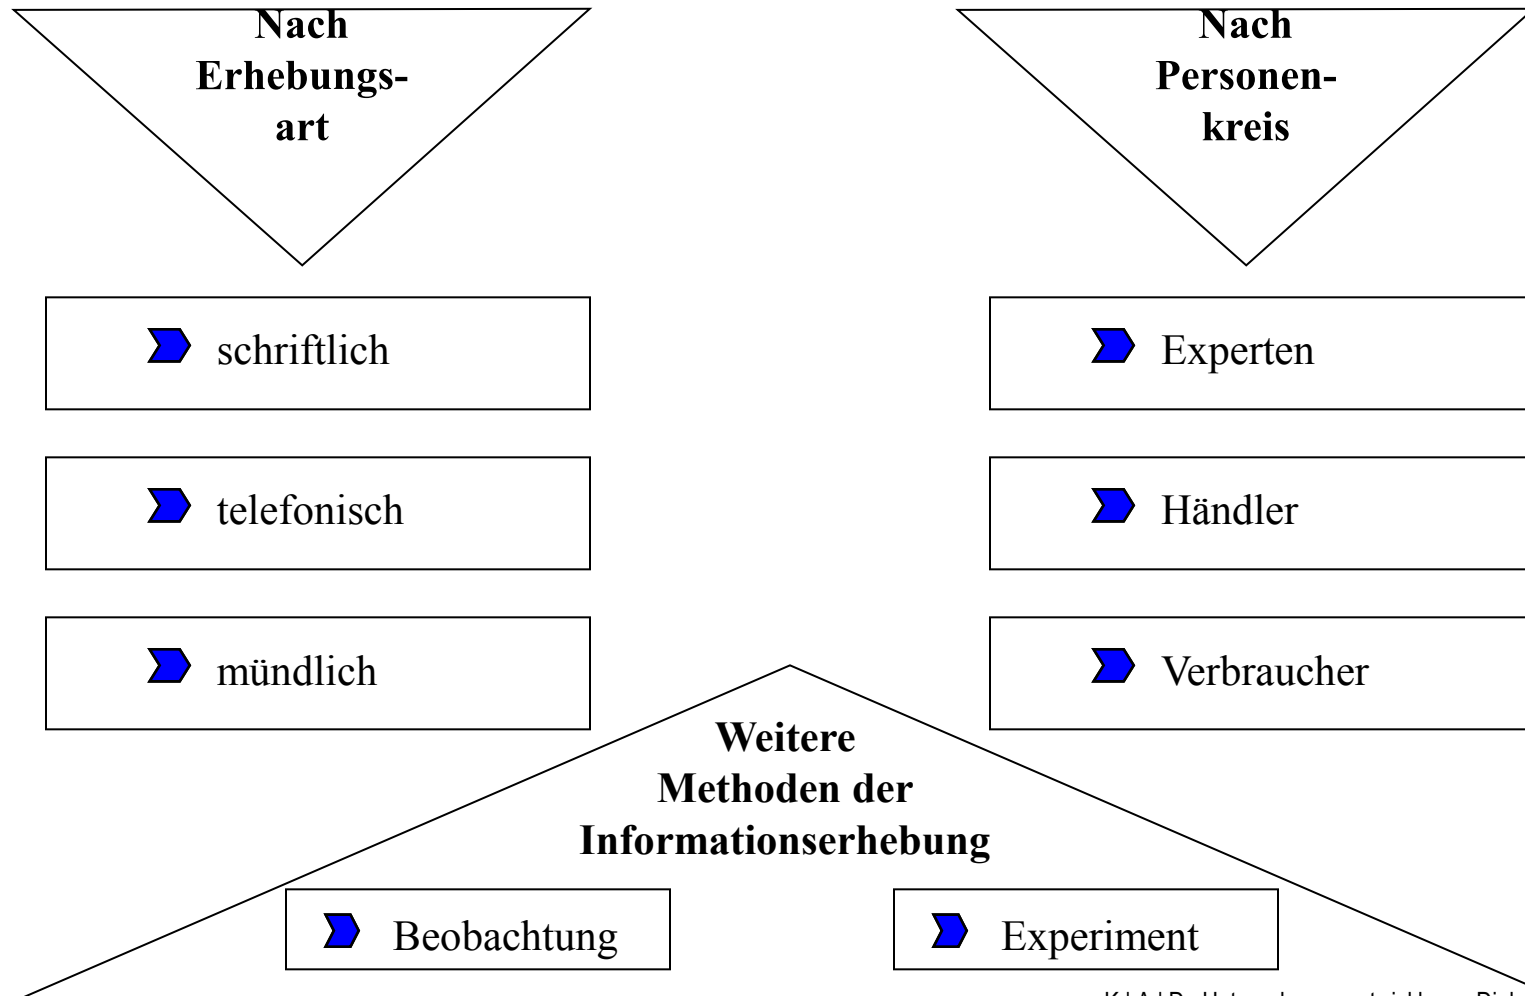 Nach
Erhebungs-
art
schriftlich
telefonisch
mündlich
Nach
Personen-
kreis
Experten
Händler
Verbraucher
Weitere
Methoden der
Informationserhebung
Beobachtung
Experiment